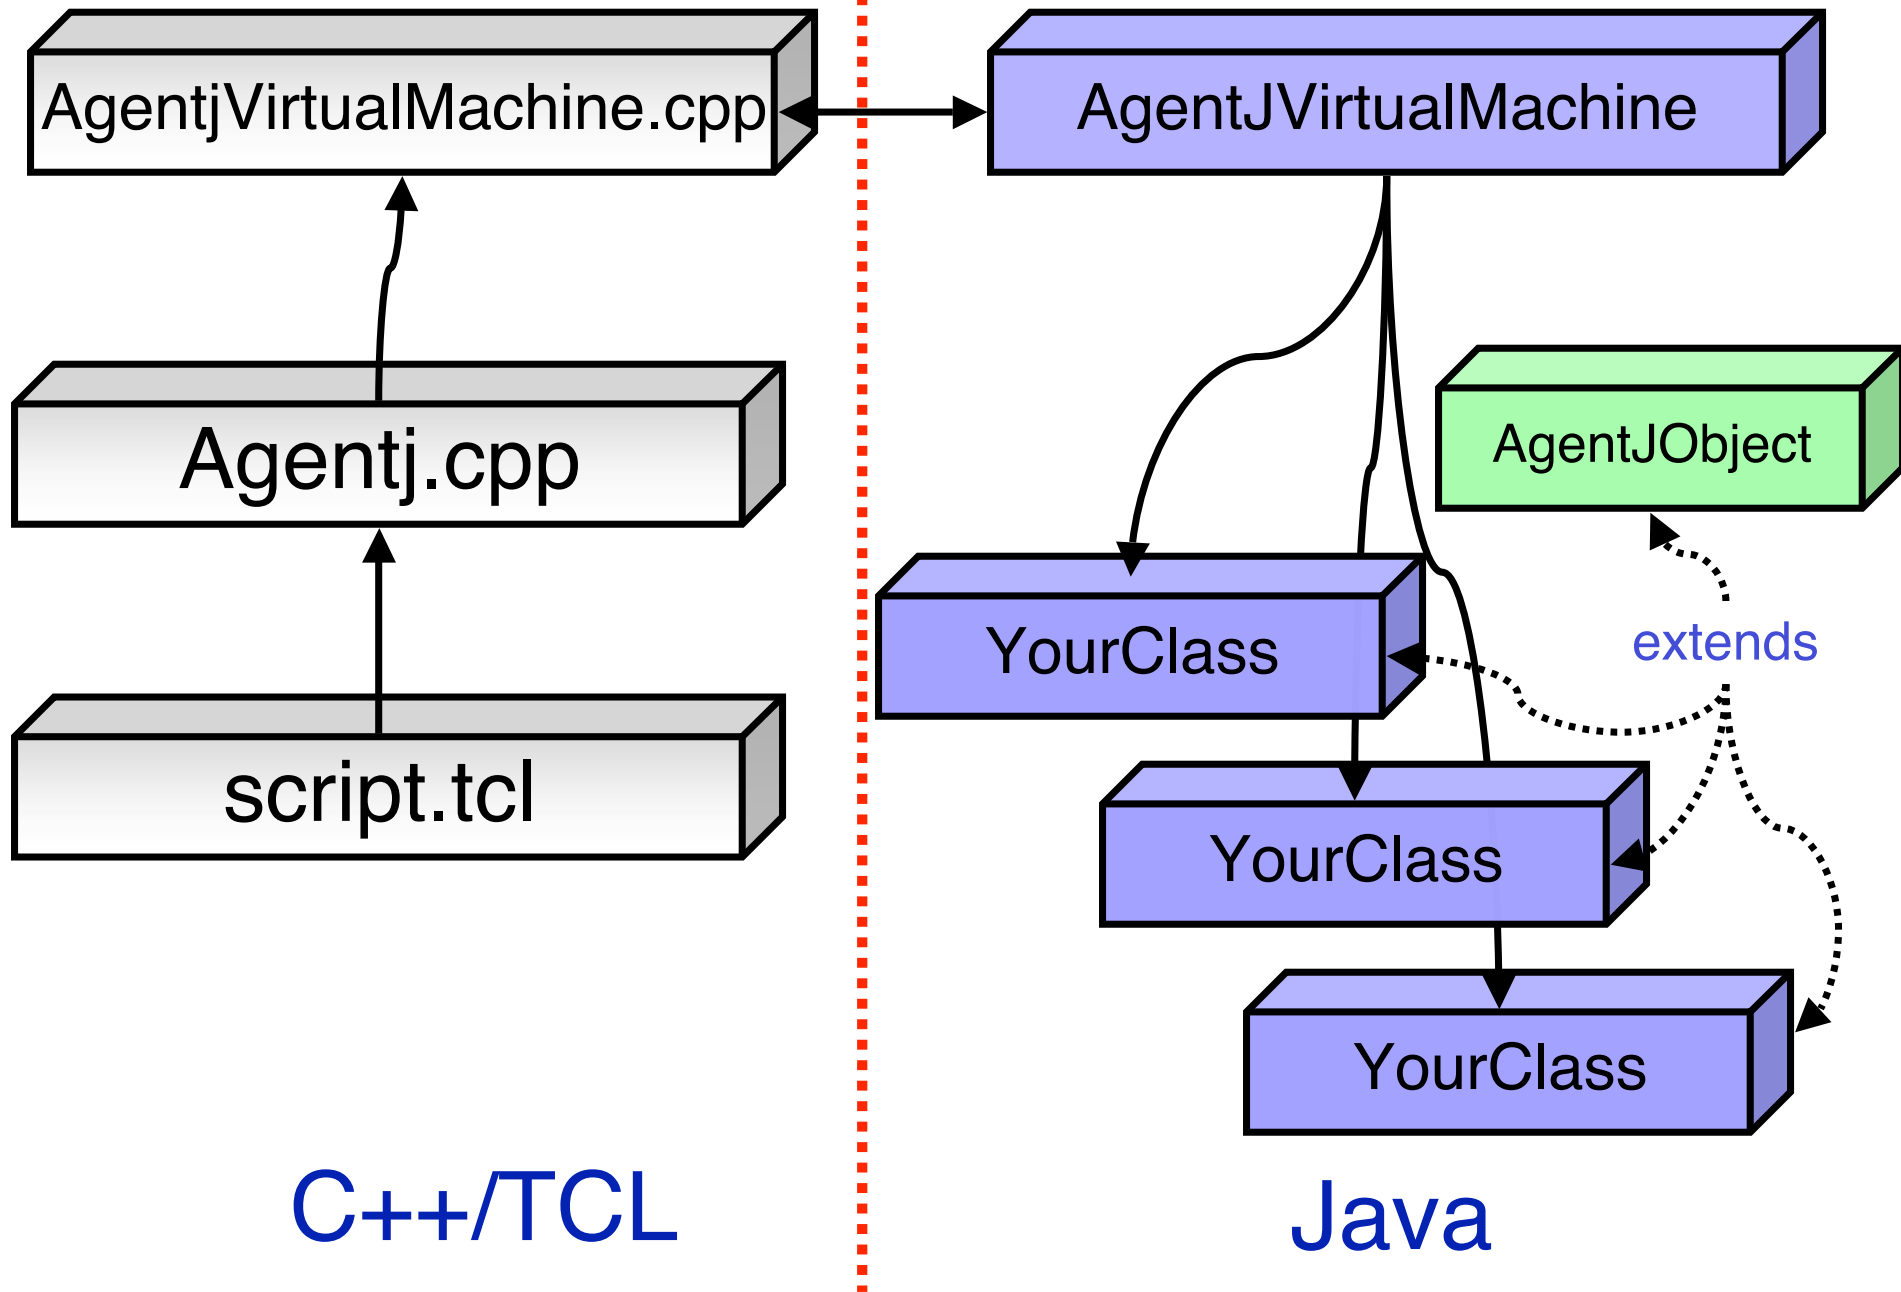 AgentjVirtualMachine.cpp
AgentJVirtualMachine
Agentj.cpp
AgentJObject
YourClass
extends
script.tcl
YourClass
YourClass
C++/TCL
Java